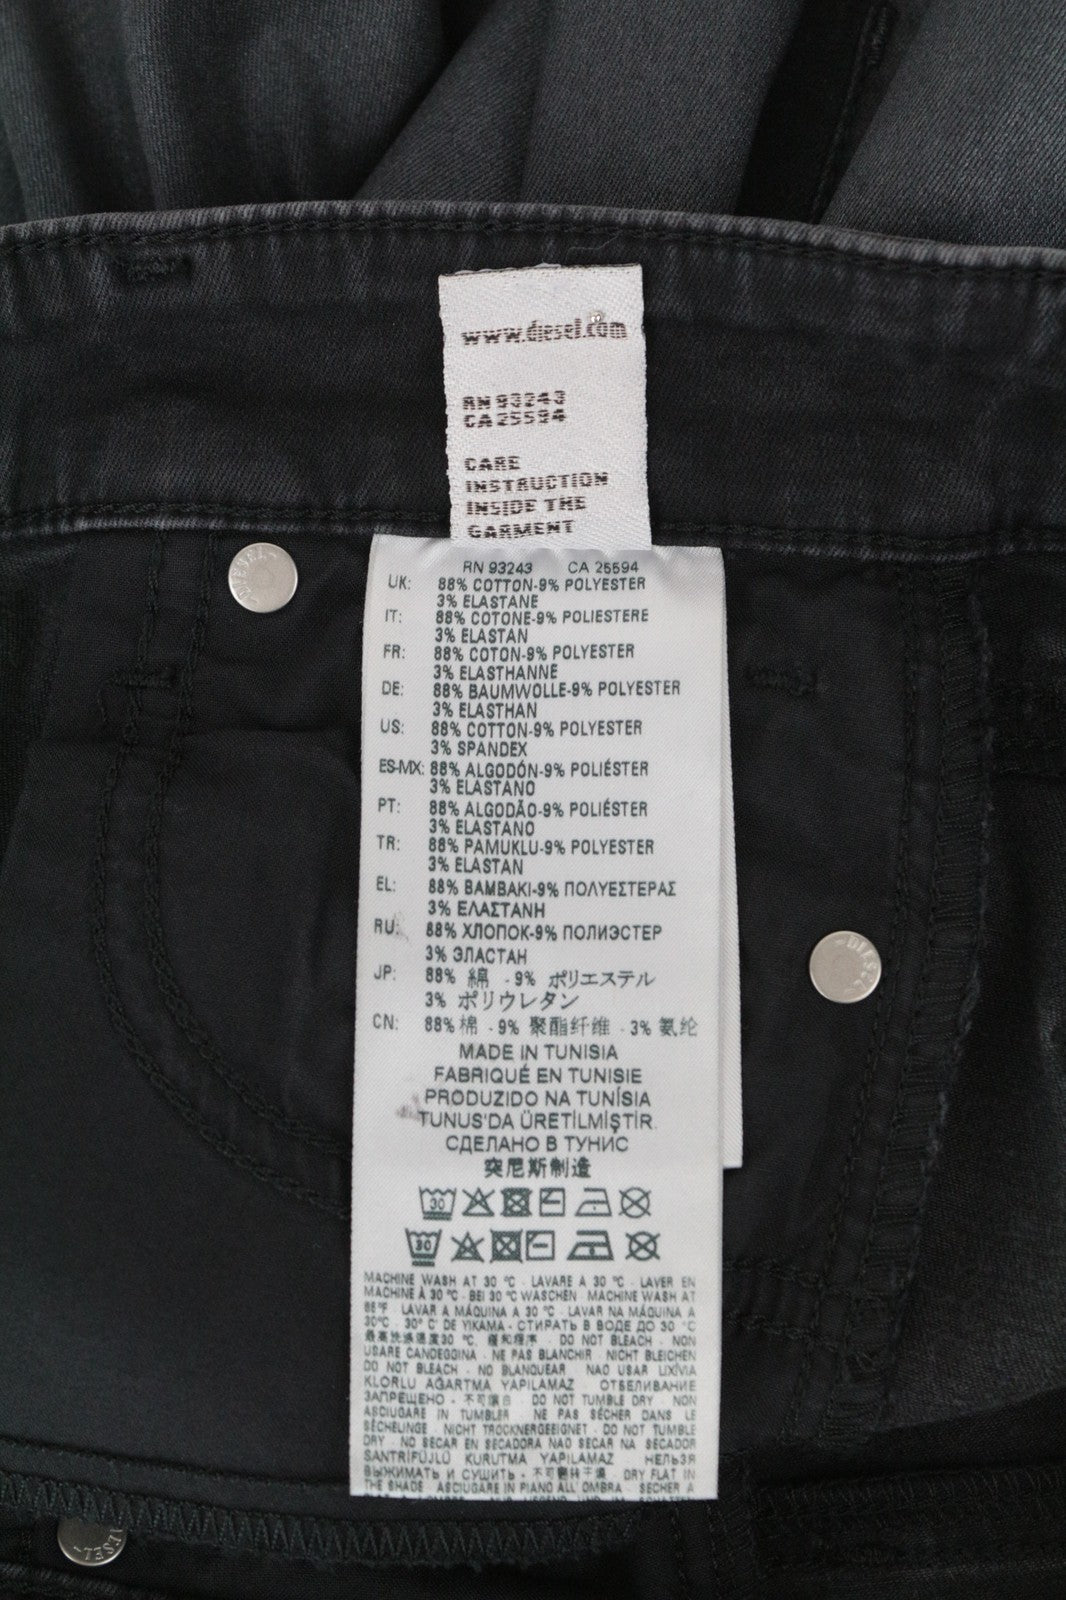 www.diesel.com
RN 93243
CA 25594
CARE
INSTRUCTION
INSIDE THE
GARMENT
RN 93243 CA 25594
UK: 88% COTTON-9% POLYESTER
3% ELASTANE
IT: 88% COTONE-9% POLIESTERE
3% ELASTAN
FR: 88% COTON-9% POLYESTER
3% ELASTHANNE
DE: 88% BAUMWOLLE-9% POLYESTER
3% ELASTHAN
US: 88% COTTON-9% POLYESTER
3% SPANDEX
ES-MX: 88% ALGODÓN-9% POLIÉSTER
3% ELASTANO
PT: 88% ALGODÃO-9% POLIÉSTER
3% ELASTANO
TR: 88% PAMUKLU-9% POLYESTER
3% ELASTAN
EL: 88% ΒΑΜΒΑΚΙ-9% ΠΟΛΥΕΣΤΕΡΑΣ
3% ΕΛΑΣΤΑΝΗ
RU: 88% ХЛОПОК-9% ПОЛИЭСТЕР
3% ЭЛАСТАН
JP: 88% 綿 -9% ポリエステル
3% ポリウレタン
CN: 88% 棉 - 9% 聚酯纤维 - 3% 氨纶
MADE IN TUNISIA
FABRIQUÉ EN TUNISIE
PRODUZIDO NA TUNÍSIA
TUNUS'DA ÜRETİLMİŞTİR.
СДЕЛАНО В ТУНИС
突尼斯制造
30
30
MACHINE WASH AT 30 °C - LAVARE A 30 °C - LAVER EN
MACHINE À 30 °C - BEI 30 °C WASCHEN MACHINE WASH AT
86°F - LAVAR A MÁQUINA A 30 °C - LAVAR NA MÁQUINA A
30°C - 30° C' DE YIKAMA - СТИРАТЬ В ВОДЕ ДО 30 °C
30 °C - DO NOT BLEACH - NON
USARE CANDEGGINA - NE PAS BLANCHIR - NICHT BLEICHEN
DO NOT BLEACH - NO BLANQUEAR NAO USAR LIXÍVIA
KLORLU AĞARTMA YAPILAMAZ ОТБЕЛИВАНИЕ
ЗАПРЕЩЕНО - DO NOT TUMBLE DRY - NON
ASCIUGARE IN TUMBLER NE PAS SÉCHER DANS LE
SÈCHELINGE - NICHT TROCKNERGEEIGNET - DO NOT TUMBLE
DRY - NO SECAR EN SECADORA NAO SECAR NA SECADOR
SANTRİFÜJLÜ KURUTMA YAPILAMAZ НЕЛЬЗЯ
ВЫЖИМАТЬ И СУШИТЬ - DRY FLAT IN
THE SHADE ASCIUGARE IN PIANO ALL' OMBRA - SECHER A
DIESEL
DIESEL
DIESEL